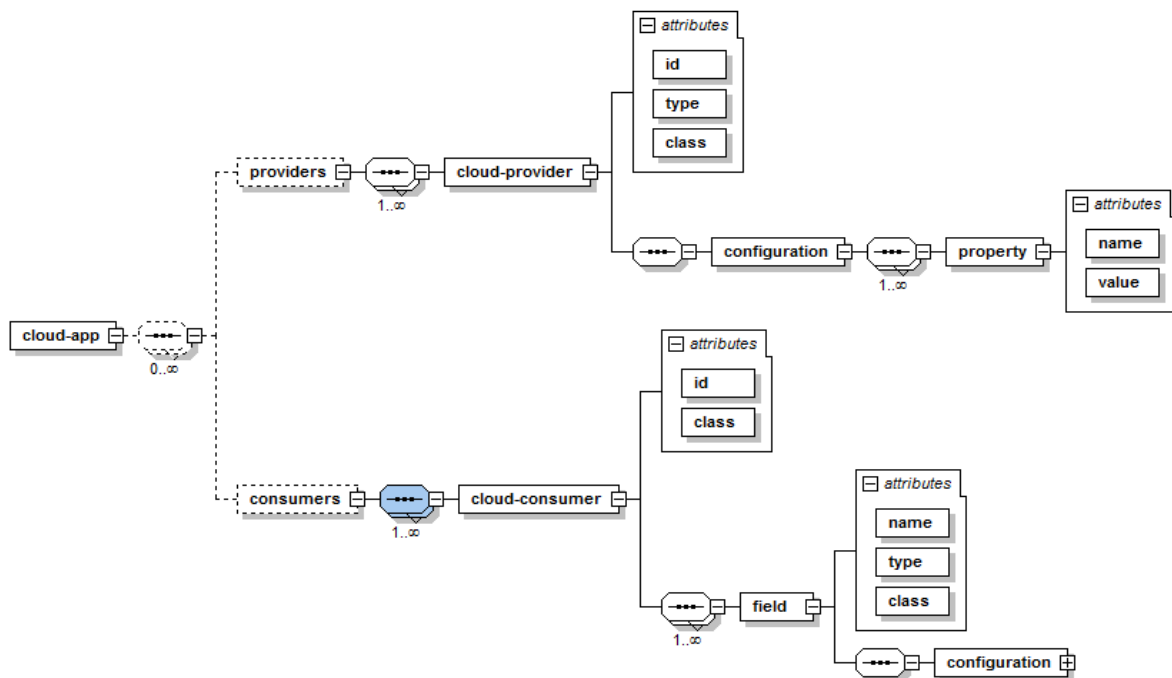 attributes
id
type
class
providers
cloud-provider
1..∞
configuration
property
1..∞
attributes
name
value
cloud-app
0..∞
attributes
id
class
consumers
cloud-consumer
1..∞
attributes
name
type
class
field
1..∞
configuration